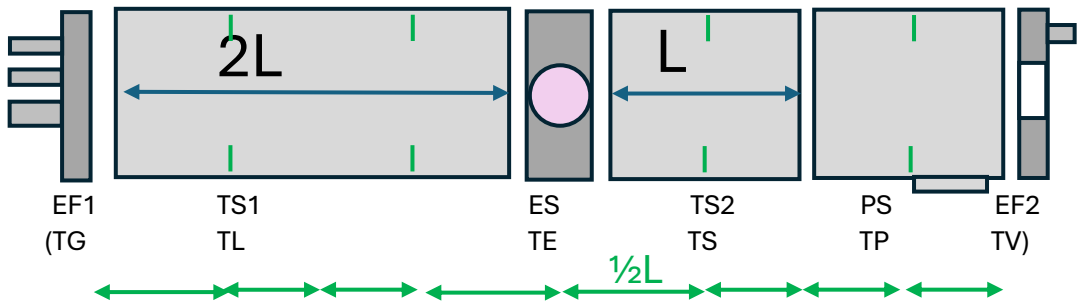 2L
L
EF1 TS1 ES TS2 PS EF2
(TG TL TE TS TP TV)
½L